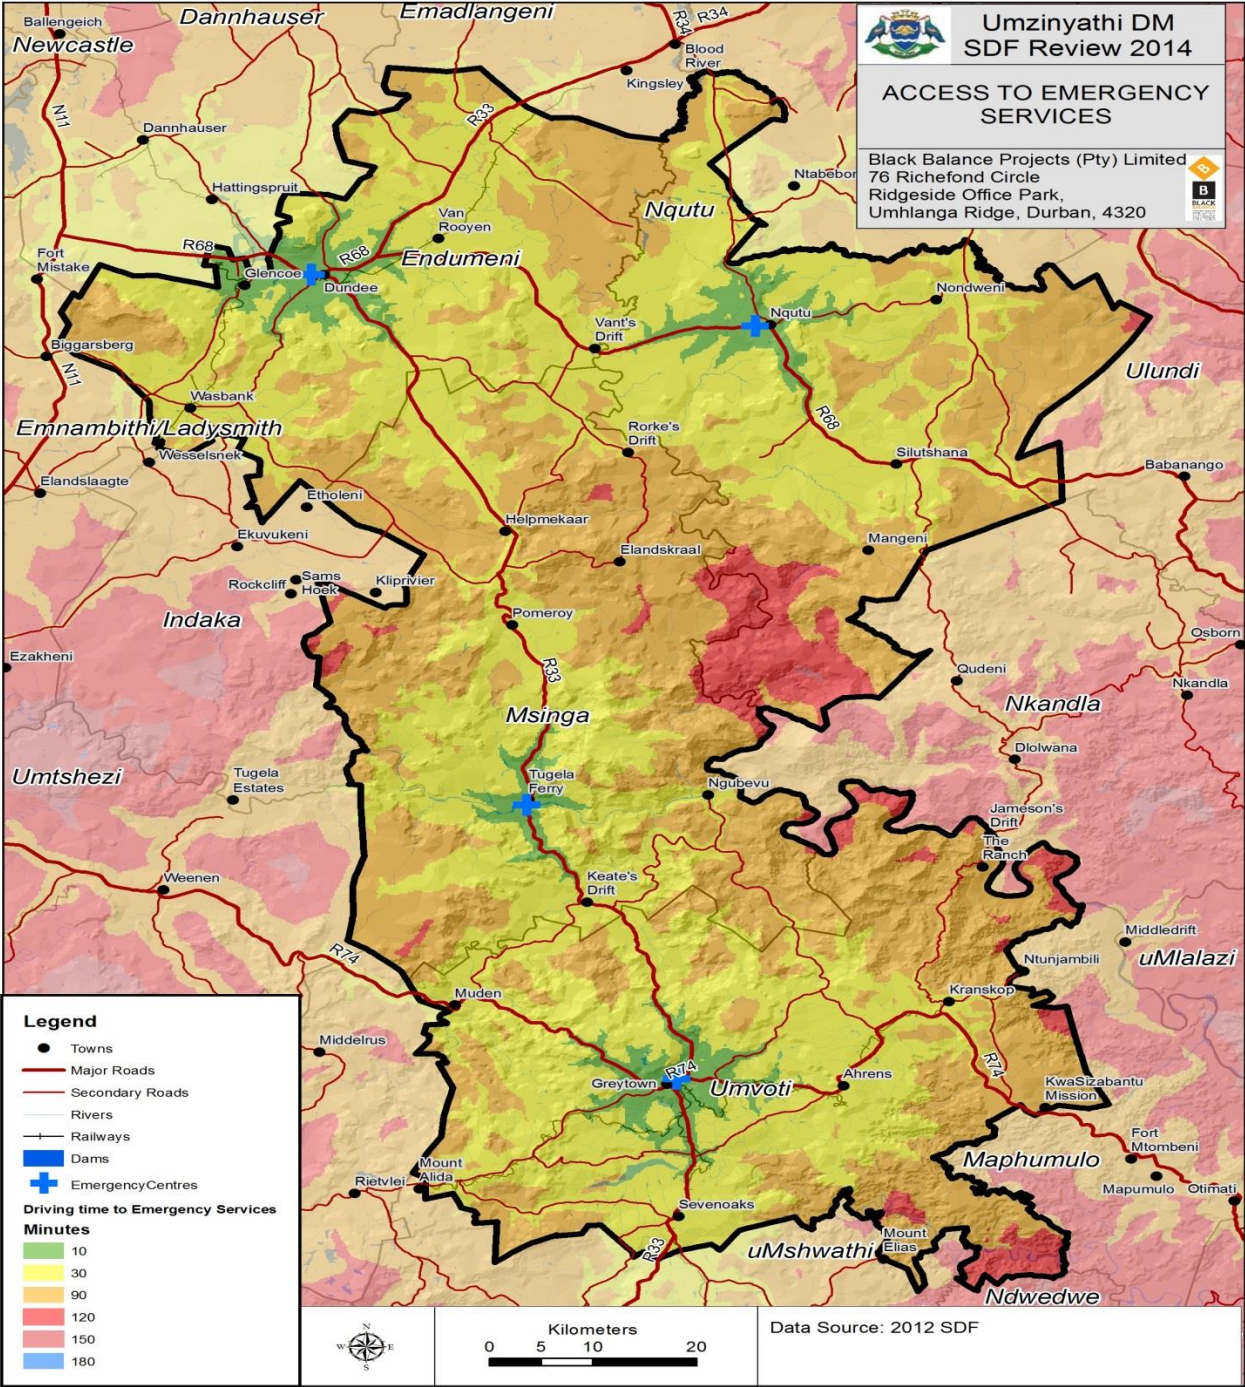 Umzinyathi DM
SDF Review 2014
ACCESS TO EMERGENCY
SERVICES
Black Balance Projects (Pty) Limited
76 Richefond Circle
Ridgeside Office Park,
Umhlanga Ridge, Durban, 4320
B
B
BLACK
Ballengeich
Newcastle
Dannhauser
Emadlangeni
R34
R34
Blood
River
Kingsley
N11
Dannhauser
R33
Hattingspruit
Ntabebor
Nqutu
Van
Rooyen
Fort
Mistake
R68
R68
Endumeni
Glencoe
Dundee
Nondweni
Nqutu
Vant's
Drift
Biggarsberg
N11
Ulundi
Wasbank
R68
Emnambithi/Ladysmith
Rorke's
Drift
Wesselsnek
Silutshana
Babanango
Elandslaagte
Etholeni
Helpmekaar
Ekuvukeni
Elandskraal
Mangeni
Rockcliff
Sams
Hoek
Kliprivier
Indaka
Pomeroy
Osborn
Ezakheni
R33
Qudeni
Nkandla
Nkandla
Msinga
Dlolwana
Umtshezi
Tugela
Estates
Tugela
Ferry
Ngubevu
Jameson's
Drift
The
Ranch
Weenen
Keate's
Drift
Middledrift
R74
uMlalazi
Ntunjambili
Muden
Kranskop
Middelrus
R74
R74
Greytown
Umvoti
Ahrens
KwaSizabantu
Mission
Fort
Mtombeni
Mount
Alida
Maphumulo
Rietvlei
Mapumulo
Otimati
Sevenoaks
R33
uMshwathi
Mount
Elias
Ndwedwe
Legend
Towns
Major Roads
Secondary Roads
Rivers
Railways
Dams
EmergencyCentres
Driving time to Emergency Services
Minutes
10
30
90
120
150
180
N
W
E
S
Kilometers
0 5 10 20
Data Source: 2012 SDF